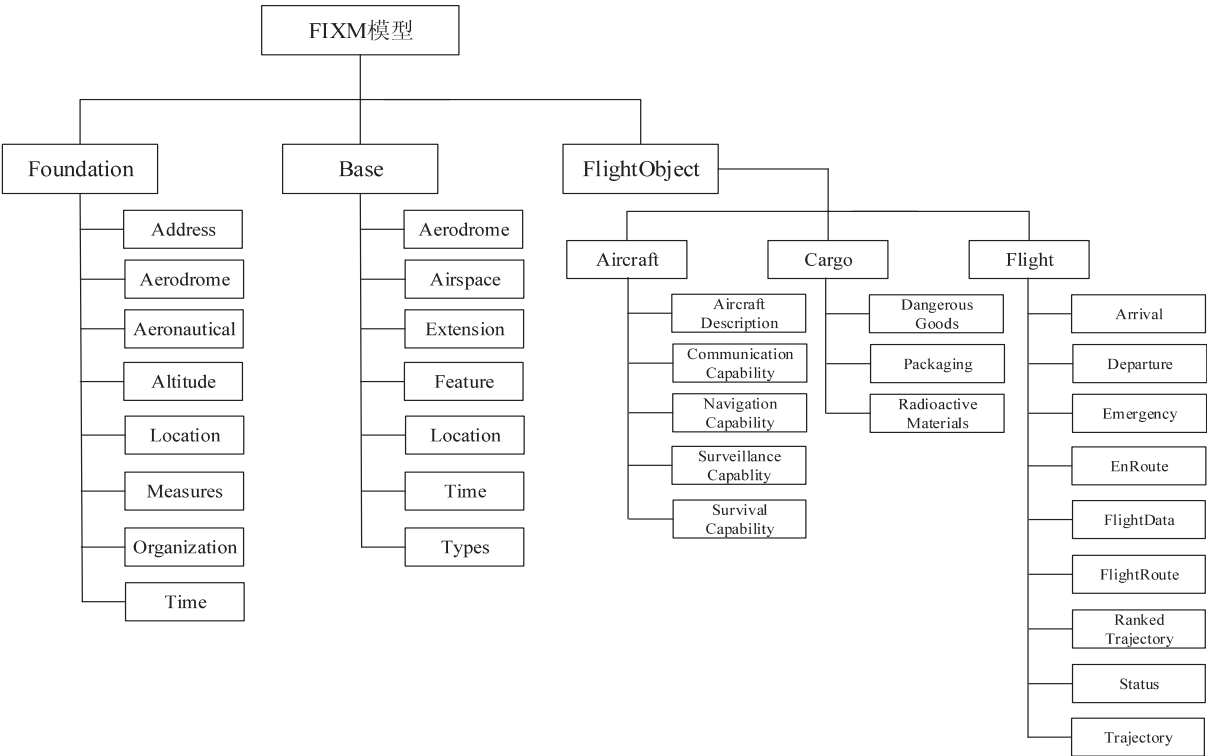 FIXM模型
Foundation
Base
FlightObject
Address
Aerodrome
Aeronautical
Altitude
Location
Measures
Organization
Time
Aerodrome
Airspace
Extension
Feature
Location
Time
Types
Aircraft
Cargo
Flight
Aircraft
Description
Communication
Capability
Navigation
Capability
Surveillance
Capablity
Survival
Capability
Dangerous
Goods
Packaging
Radioactive
Materials
Arrival
Departure
Emergency
EnRoute
FlightData
FlightRoute
Ranked
Trajectory
Status
Trajectory